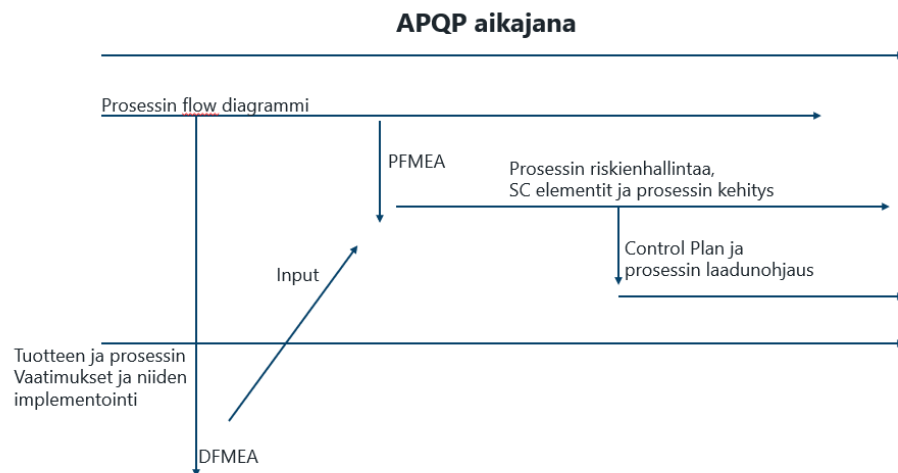 APQP aikajana
Prosessin flow diagrammi
PFMEA
Prosessin riskienhallintaa,
SC elementit ja prosessin kehitys
Control Plan ja
prosessin laadunohjaus
Input
Tuotteen ja prosessin
Vaatimukset ja niiden
implementointi
DFMEA